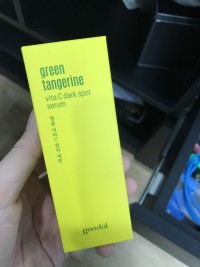 green
tangerine
vita C dark spot
serum
goodal